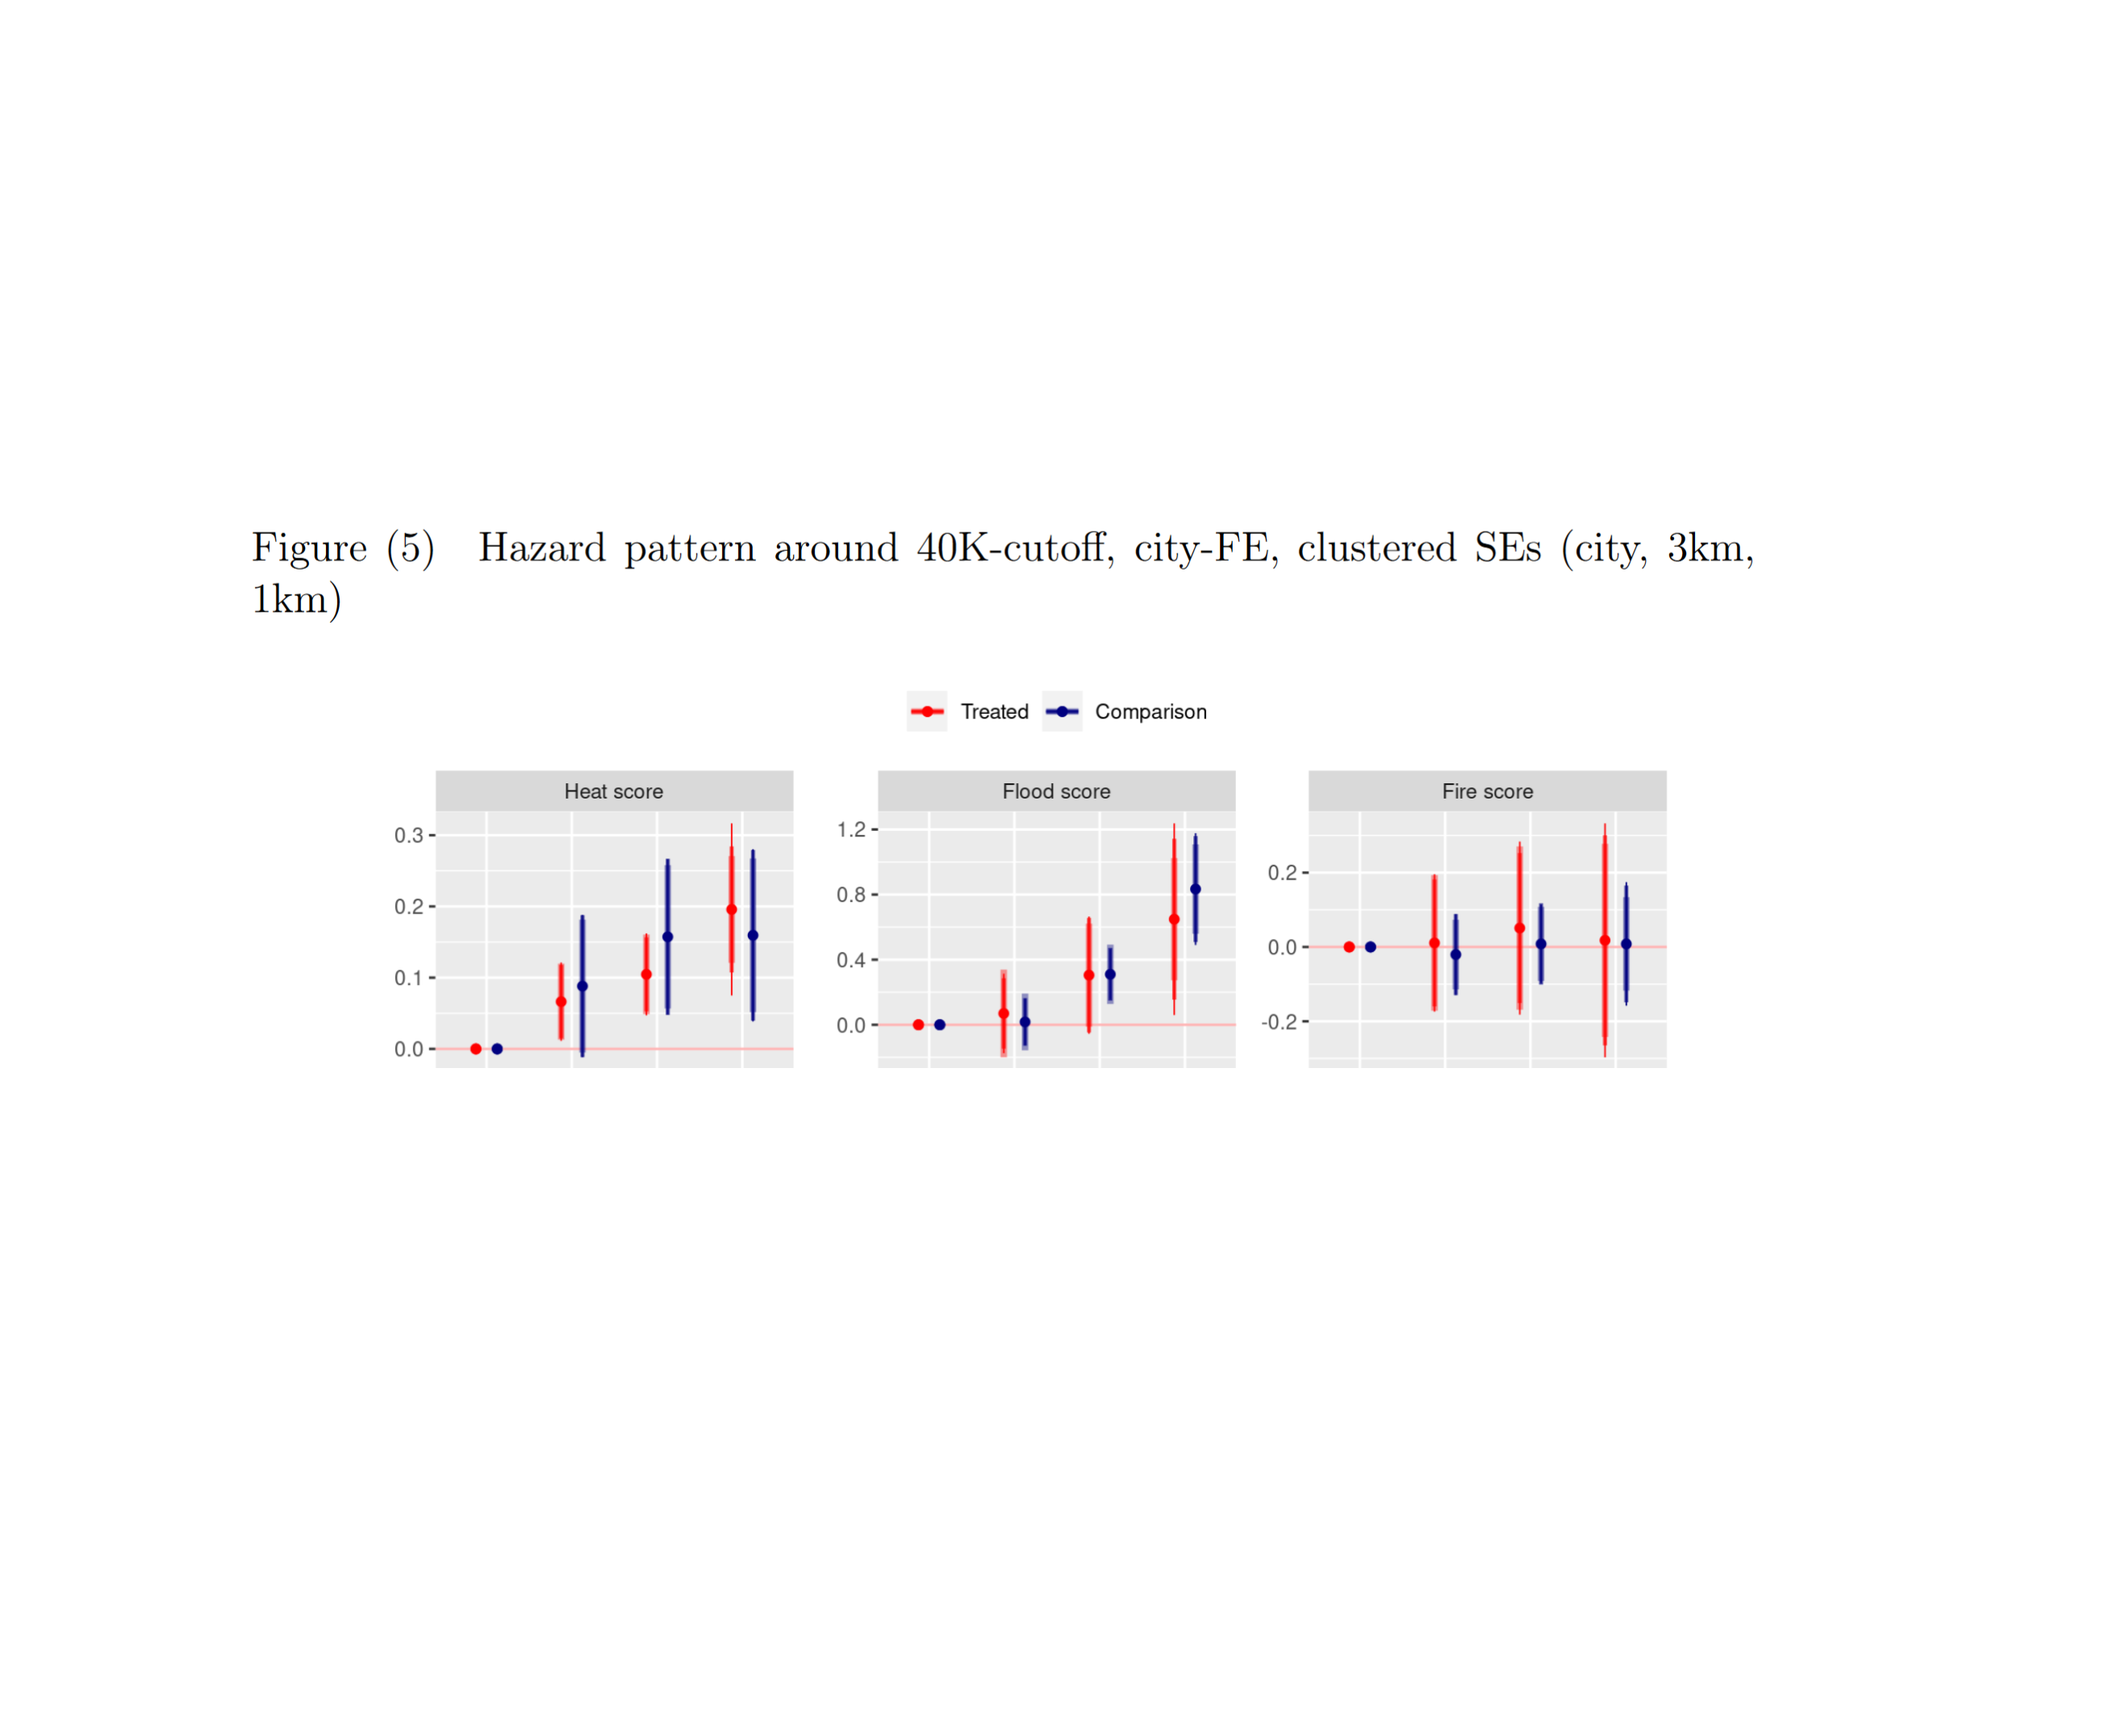 Figure (5) Hazard pattern around 40K-cutoff, city-FE, clustered SEs (city, 3km,
1km)
Treated Comparison
Heat score
0.3
0.2
0.1
0.0
Flood score
1.2
0.8
0.4
0.0
Fire score
0.2
0.0
-0.2